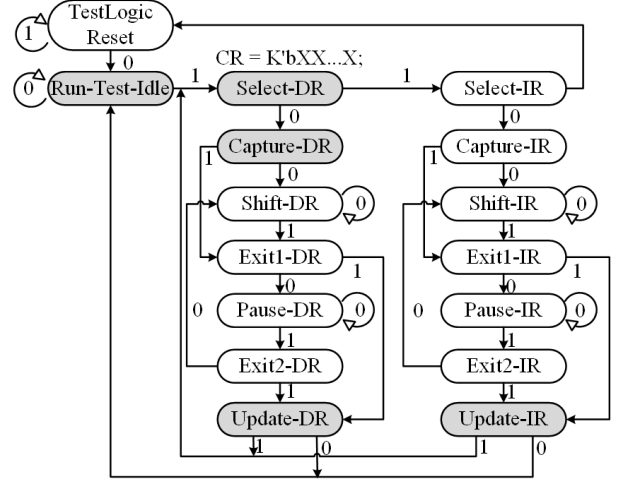 TestLogic
Reset
1
0
CR = K'bXX...X;
0
Run-Test-Idle
1
Select-DR
1
Select-IR
0
0
Capture-DR
Capture-IR
1
0
1
0
Shift-DR
0
Shift-IR
0
1
1
Exit1-DR
1
Exit1-IR
1
0
0
0
Pause-DR
0
0
Pause-IR
0
1
1
Exit2-DR
Exit2-IR
1
1
Update-DR
Update-IR
1
0
1
0